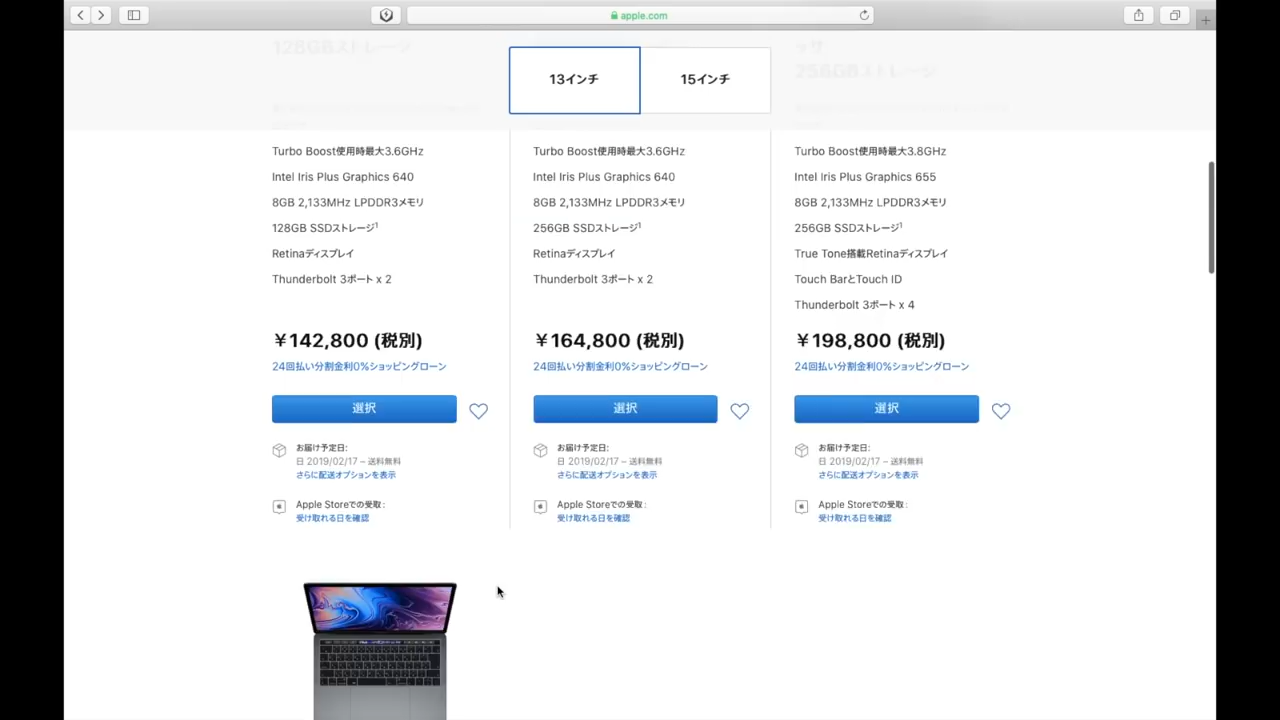 apple.com
128GBストレージ
256GBストレージ
13インチ
15インチ
Turbo Boost使用時最大3.6GHz
Intel Iris Plus Graphics 640
8GB 2,133MHz LPDDR3メモリ
128GB SSDストレージ¹
Retinaディスプレイ
Thunderbolt 3ポート x 2
¥142,800 (税別)
24回払い分割金利0%ショッピングローン
選択
お届け予定日:
日 2019/02/17 – 送料無料
さらに配送オプションを表示
Apple Storeでの受取:
受け取れる日を確認
Turbo Boost使用時最大3.6GHz
Intel Iris Plus Graphics 640
8GB 2,133MHz LPDDR3メモリ
256GB SSDストレージ¹
Retinaディスプレイ
Thunderbolt 3ポート x 2
¥164,800 (税別)
24回払い分割金利0%ショッピングローン
選択
お届け予定日:
日 2019/02/17 – 送料無料
さらに配送オプションを表示
Apple Storeでの受取:
受け取れる日を確認
Turbo Boost使用時最大3.8GHz
Intel Iris Plus Graphics 655
8GB 2,133MHz LPDDR3メモリ
256GB SSDストレージ¹
True Tone搭載Retinaディスプレイ
Touch BarとTouch ID
Thunderbolt 3ポート x 4
¥198,800 (税別)
24回払い分割金利0%ショッピングローン
選択
お届け予定日:
日 2019/02/17 – 送料無料
さらに配送オプションを表示
Apple Storeでの受取:
受け取れる日を確認